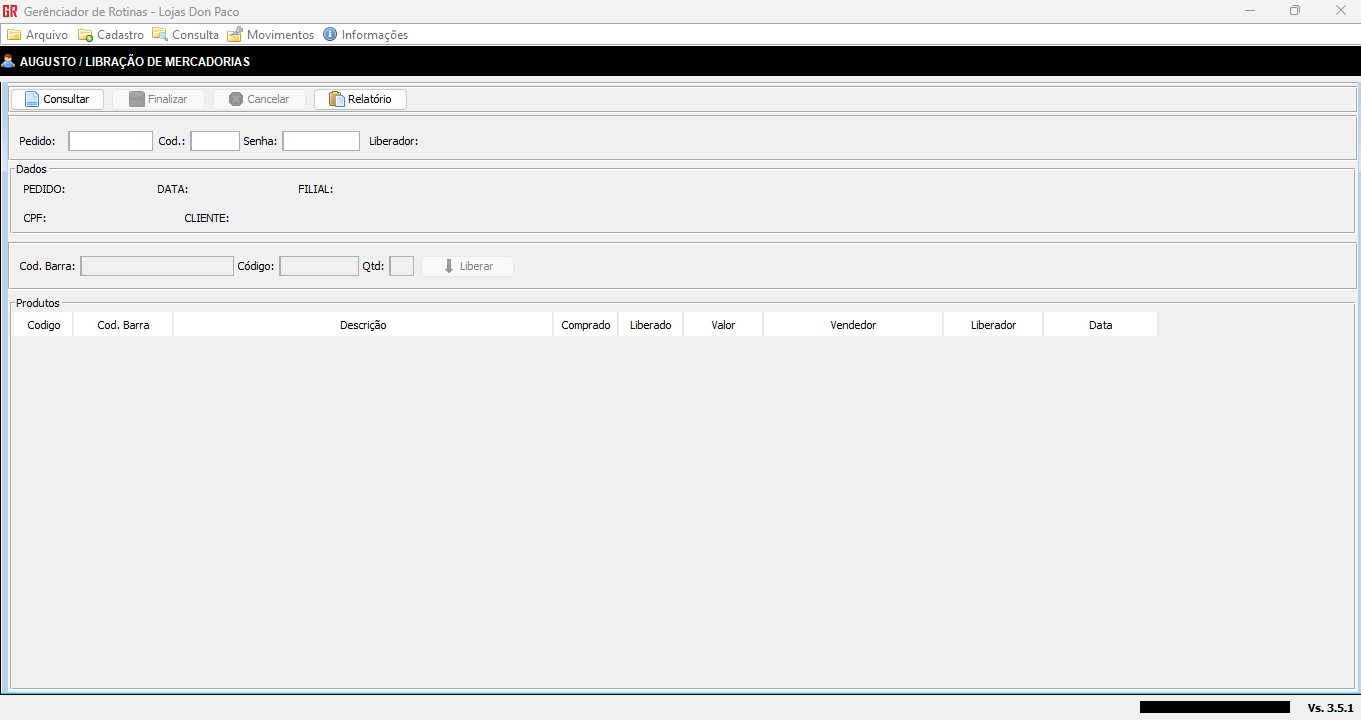 GR Gerênciador de Rotinas - Lojas Don Paco
Arquivo Cadastro Consulta Movimentos Informações
AUGUSTO / LIBRAÇÃO DE MERCADORIAS
Consultar Finalizar Cancelar Relatório
Pedido: Cod.: Senha: Liberador:
Dados
PEDIDO: DATA: FILIAL:
CPF: CLIENTE:
Cod. Barra: Código: Qtd: Liberar
Produtos
Codigo Cod. Barra Descrição Comprado Liberado Valor Vendedor Liberador Data
Vs. 3.5.1